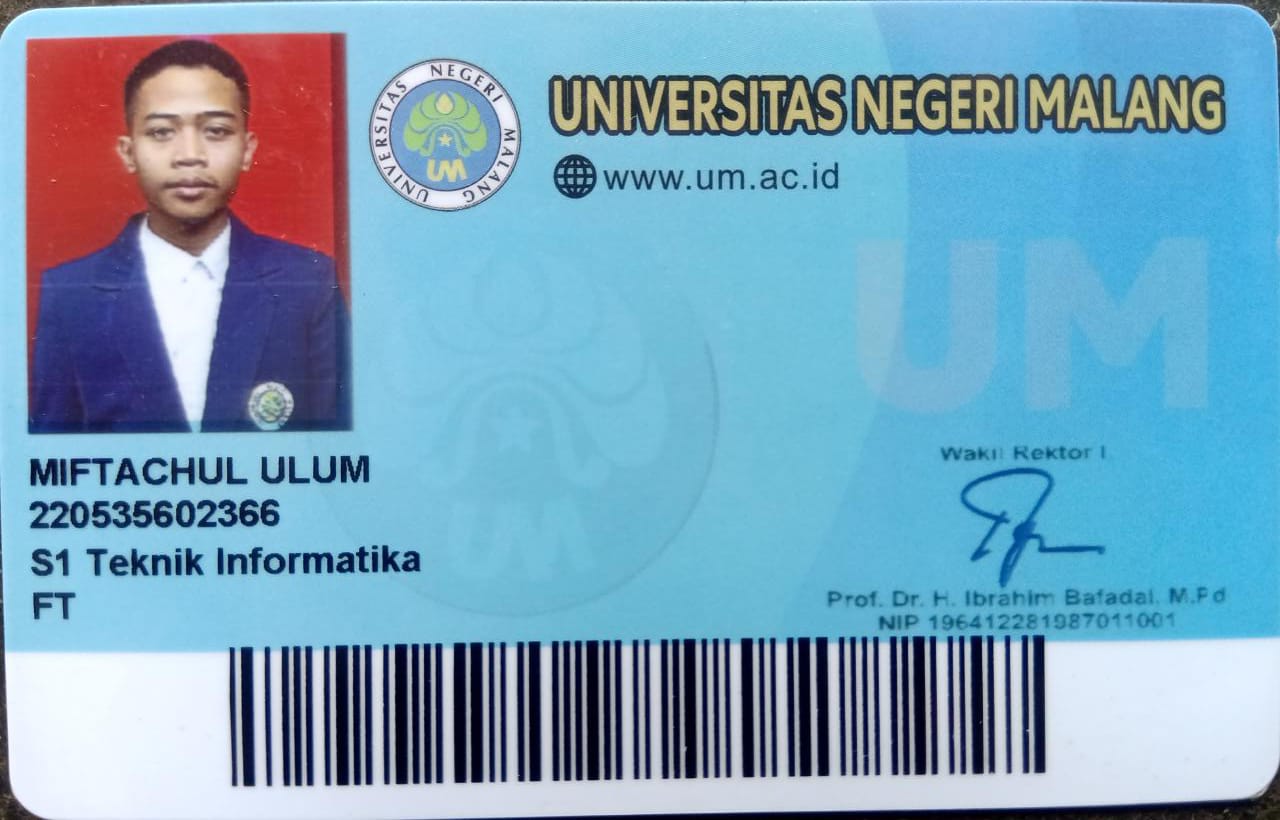 UNIVERSITAS NEGERI MALANG
UM
UNIVERSITAS NEGERI MALANG
www.um.ac.id
UM
UM
MIFTACHUL ULUM
220535602366
S1 Teknik Informatika
FT
Wakil Rektor I
Prof. Dr. H. Ibrahim Bafadal, M.Pd
NIP 196412281987011001